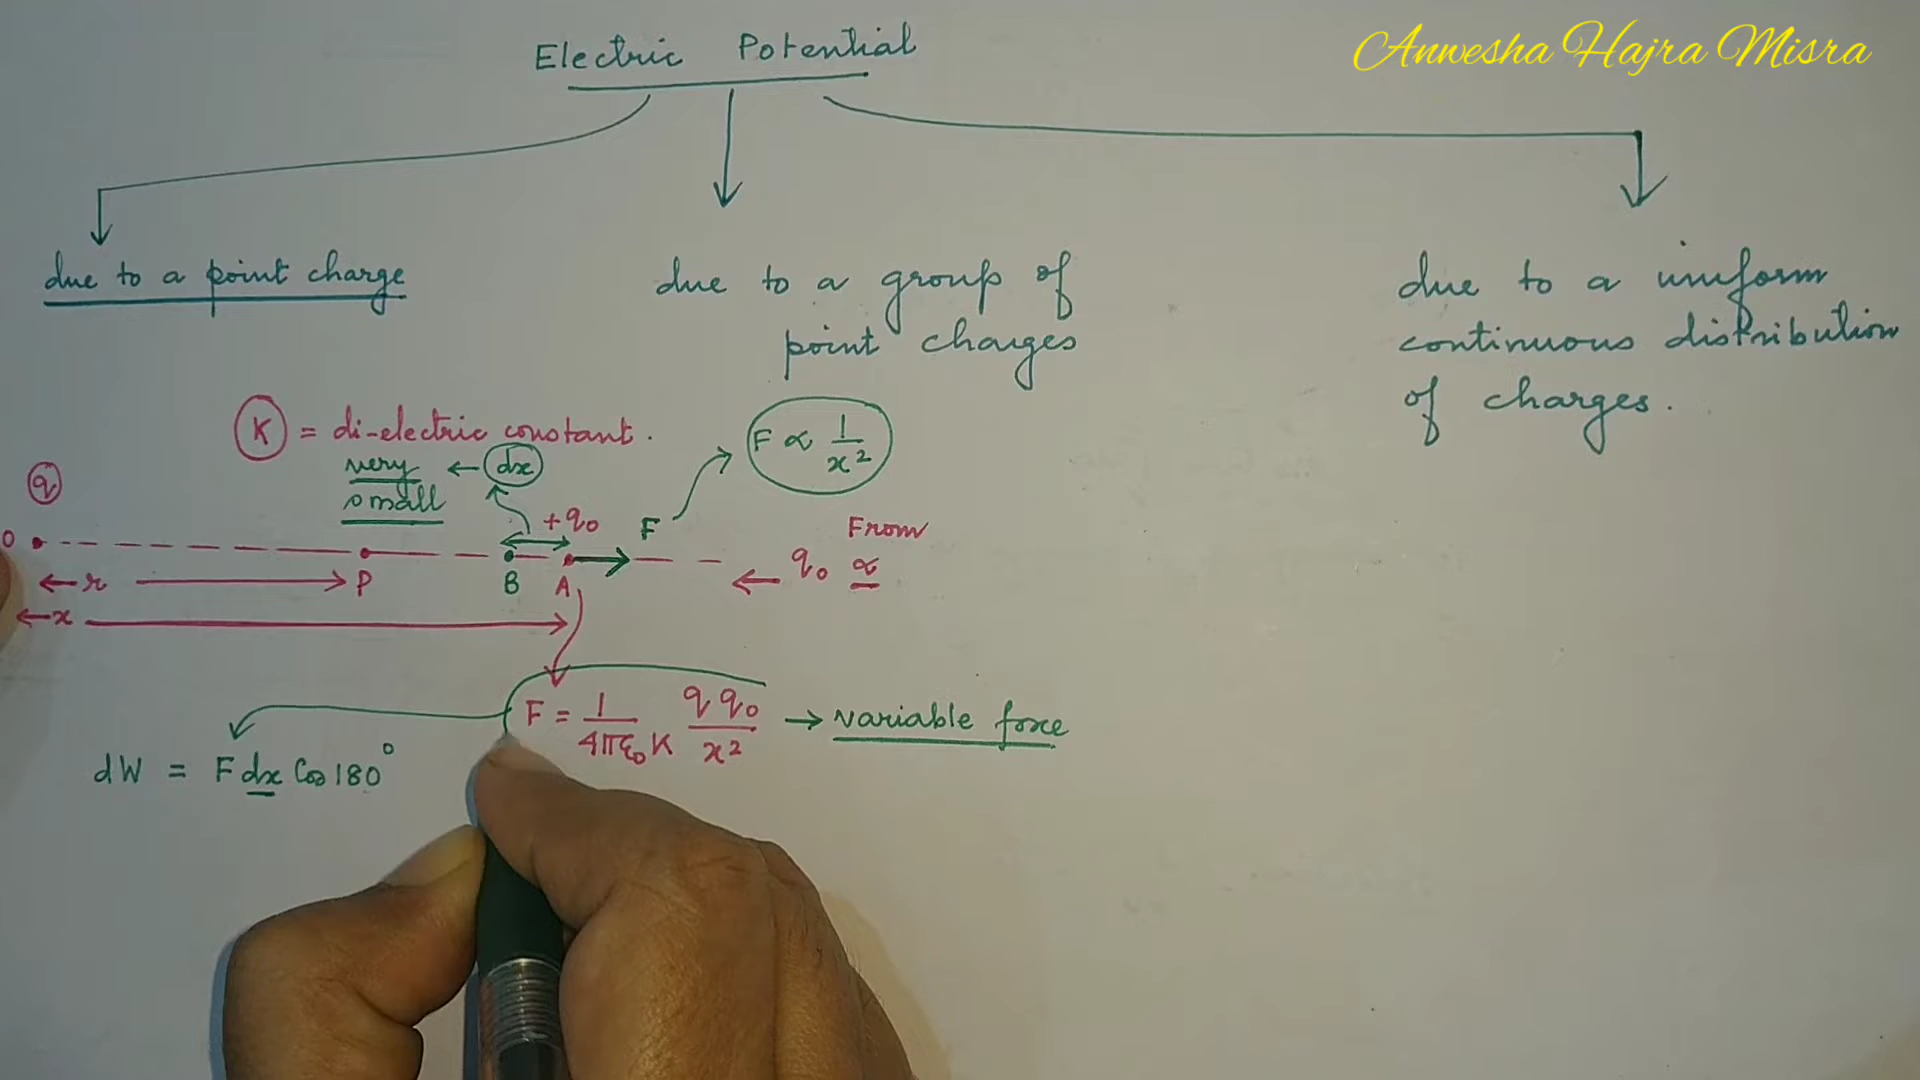 Anwesha Hajra Misra
Electric Potential
due to a point charge
due to a group of
point charges
due to a uniform
continuous distribution
of charges.
K = di-electric constant.
very ← dx
small
F ∝ 1/x²
q
+q₀
F
From
O
P
B
A
← q₀ ∝
← r →
← x →
F = 1/4πε₀K qq₀/x² → variable force
dW = F dx Cos 180°